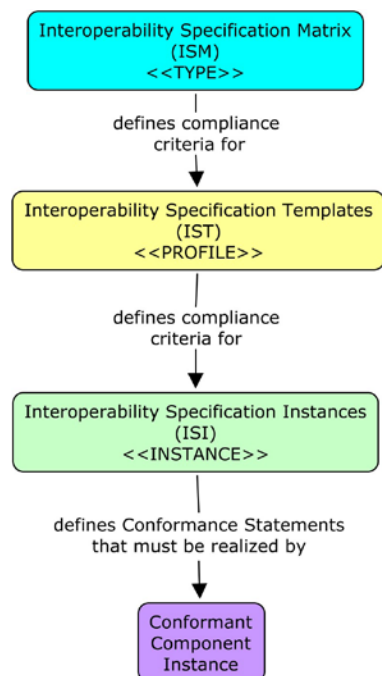 Interoperability Specification Matrix
(ISM)
<<TYPE>>
defines compliance
criteria for
Interoperability Specification Templates
(IST)
<<PROFILE>>
defines compliance
criteria for
Interoperability Specification Instances
(ISI)
<<INSTANCE>>
defines Conformance Statements
that must be realized by
Conformant
Component
Instance